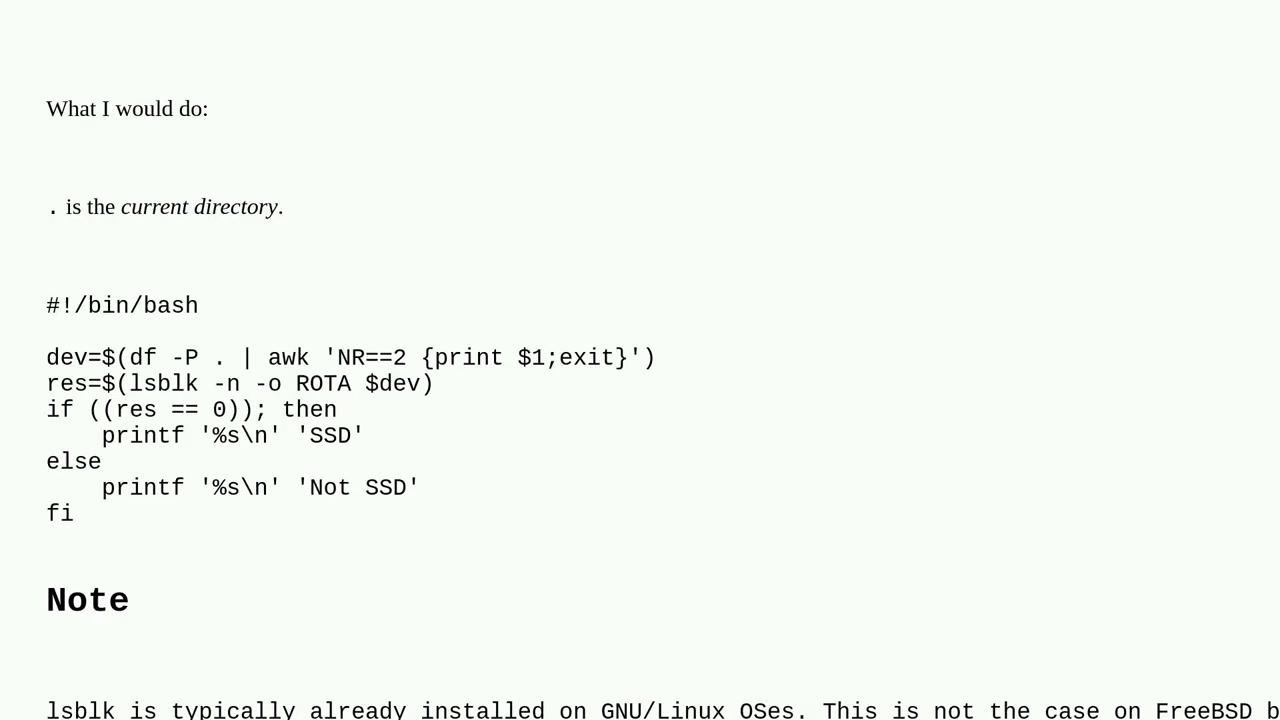 What I would do:
. is the current directory.
#!/bin/bash
dev=$(df -P . | awk 'NR==2 {print $1;exit}')
res=$(lsblk -n -o ROTA $dev)
if ((res == 0)); then
    printf '%s\n' 'SSD'
else
    printf '%s\n' 'Not SSD'
fi
Note
lsblk is typically already installed on GNU/Linux OSes. This is not the case on FreeBSD